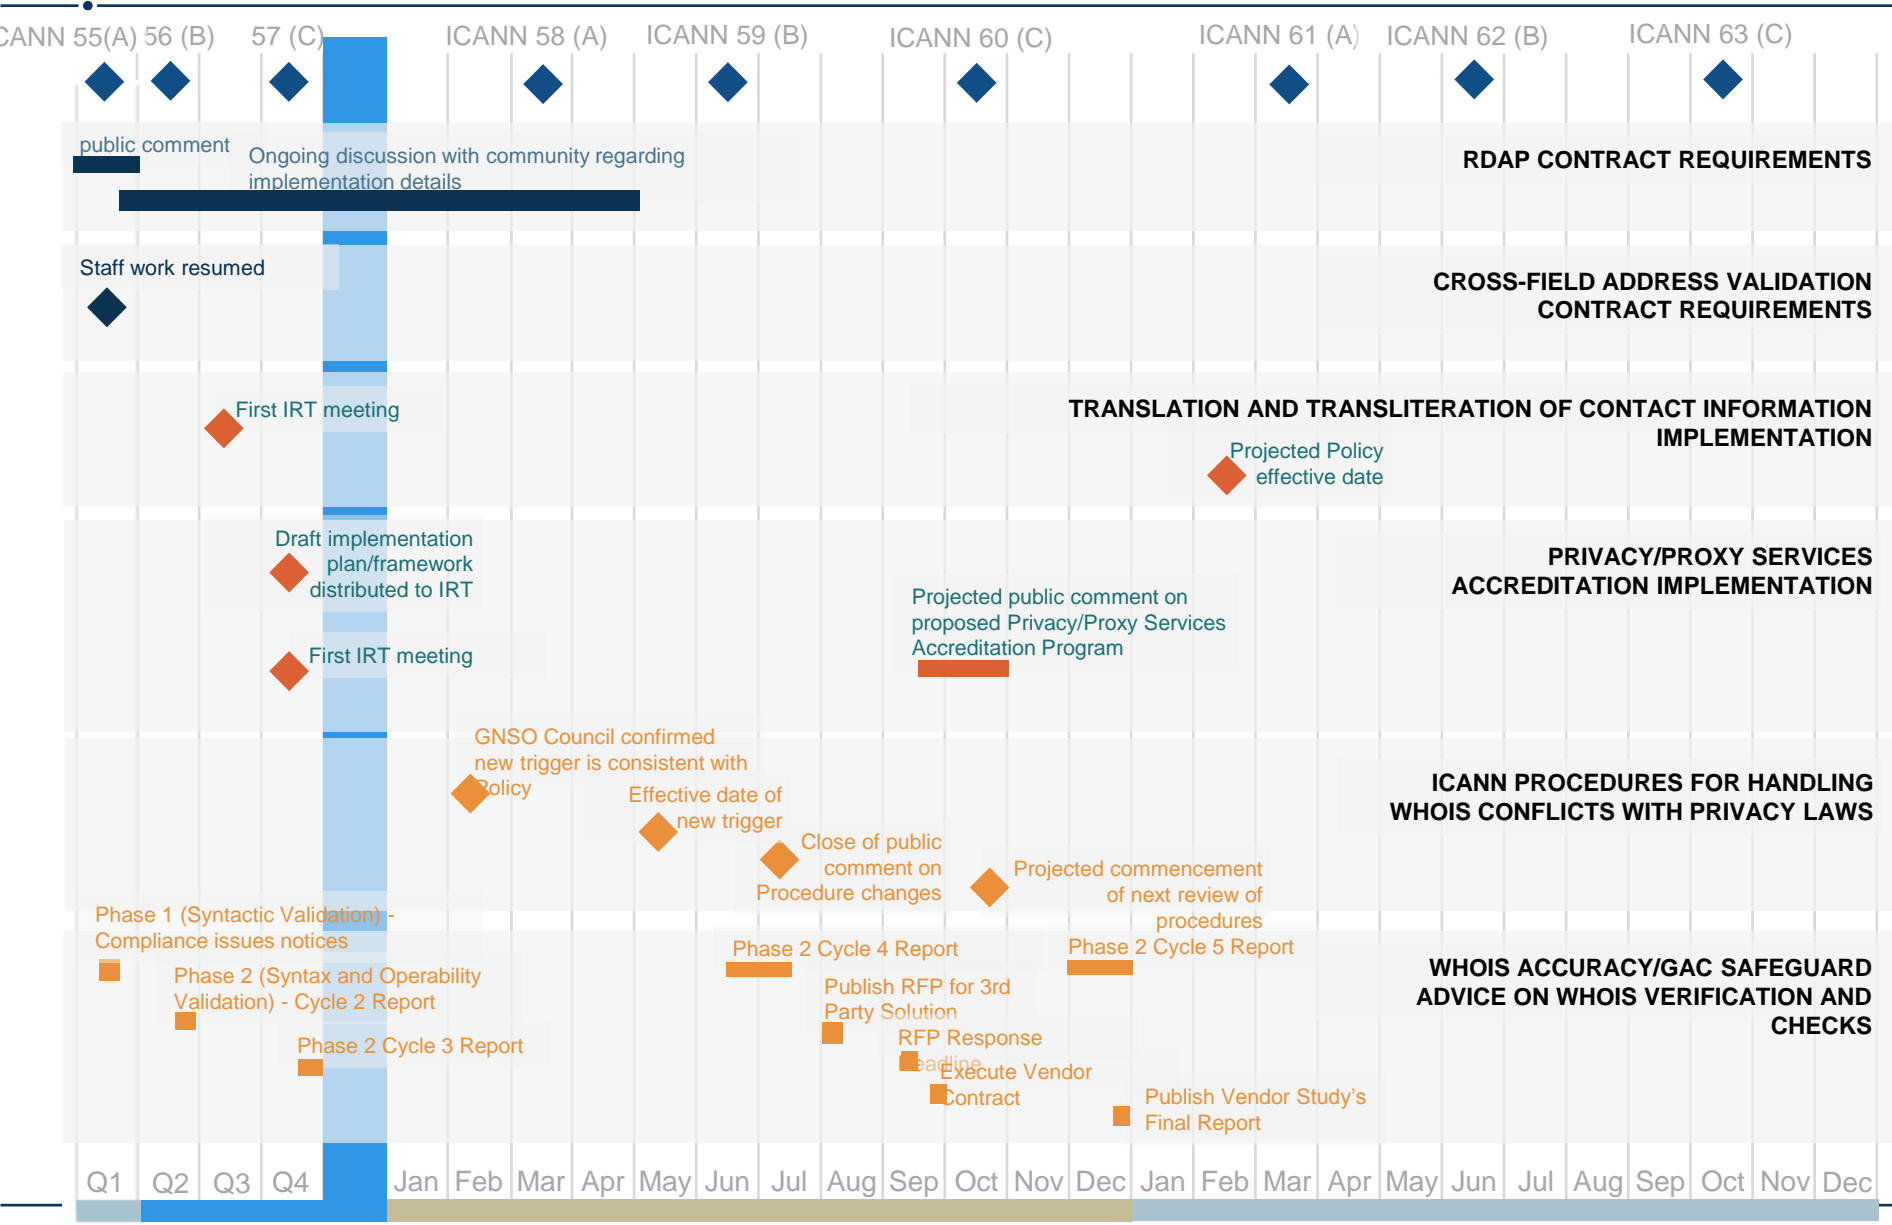 CANN 55(A) 56 (B) 57 (C) ICANN 58 (A) ICANN 59 (B) ICANN 60 (C) ICANN 61 (A) ICANN 62 (B) ICANN 63 (C)
public comment
Ongoing discussion with community regarding
implementation details
RDAP CONTRACT REQUIREMENTS
Staff work resumed
CROSS-FIELD ADDRESS VALIDATION
CONTRACT REQUIREMENTS
First IRT meeting
TRANSLATION AND TRANSLITERATION OF CONTACT INFORMATION
IMPLEMENTATION
Projected Policy
effective date
Draft implementation
plan/framework
distributed to IRT
First IRT meeting
Projected public comment on
proposed Privacy/Proxy Services
Accreditation Program
PRIVACY/PROXY SERVICES
ACCREDITATION IMPLEMENTATION
GNSO Council confirmed
new trigger is consistent with
Policy
Effective date of
new trigger
Close of public
comment on
Procedure changes
Projected commencement
of next review of
procedures
ICANN PROCEDURES FOR HANDLING
WHOIS CONFLICTS WITH PRIVACY LAWS
Phase 1 (Syntactic Validation) -
Compliance issues notices
Phase 2 (Syntax and Operability
Validation) - Cycle 2 Report
Phase 2 Cycle 3 Report
Phase 2 Cycle 4 Report
Publish RFP for 3rd
Party Solution
RFP Response
Deadline
Execute Vendor
Contract
Phase 2 Cycle 5 Report
Publish Vendor Study’s
Final Report
WHOIS ACCURACY/GAC SAFEGUARD
ADVICE ON WHOIS VERIFICATION AND
CHECKS
Q1 Q2 Q3 Q4 Jan Feb Mar Apr May Jun Jul Aug Sep Oct Nov Dec Jan Feb Mar Apr May Jun Jul Aug Sep Oct Nov Dec